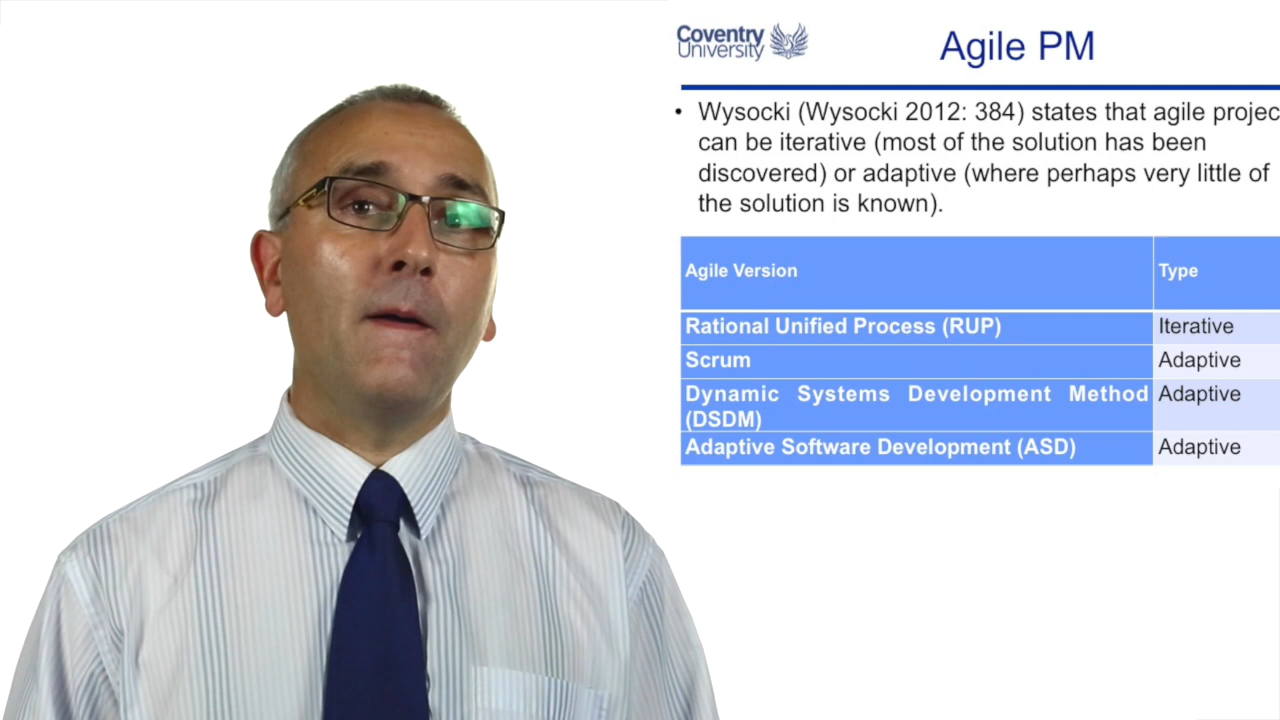 Coventry
University
Agile PM
• Wysocki (Wysocki 2012: 384) states that agile projec
can be iterative (most of the solution has been
discovered) or adaptive (where perhaps very little of
the solution is known).
Agile Version Type
Rational Unified Process (RUP) Iterative
Scrum Adaptive
Dynamic Systems Development Method Adaptive
(DSDM)
Adaptive Software Development (ASD) Adaptive